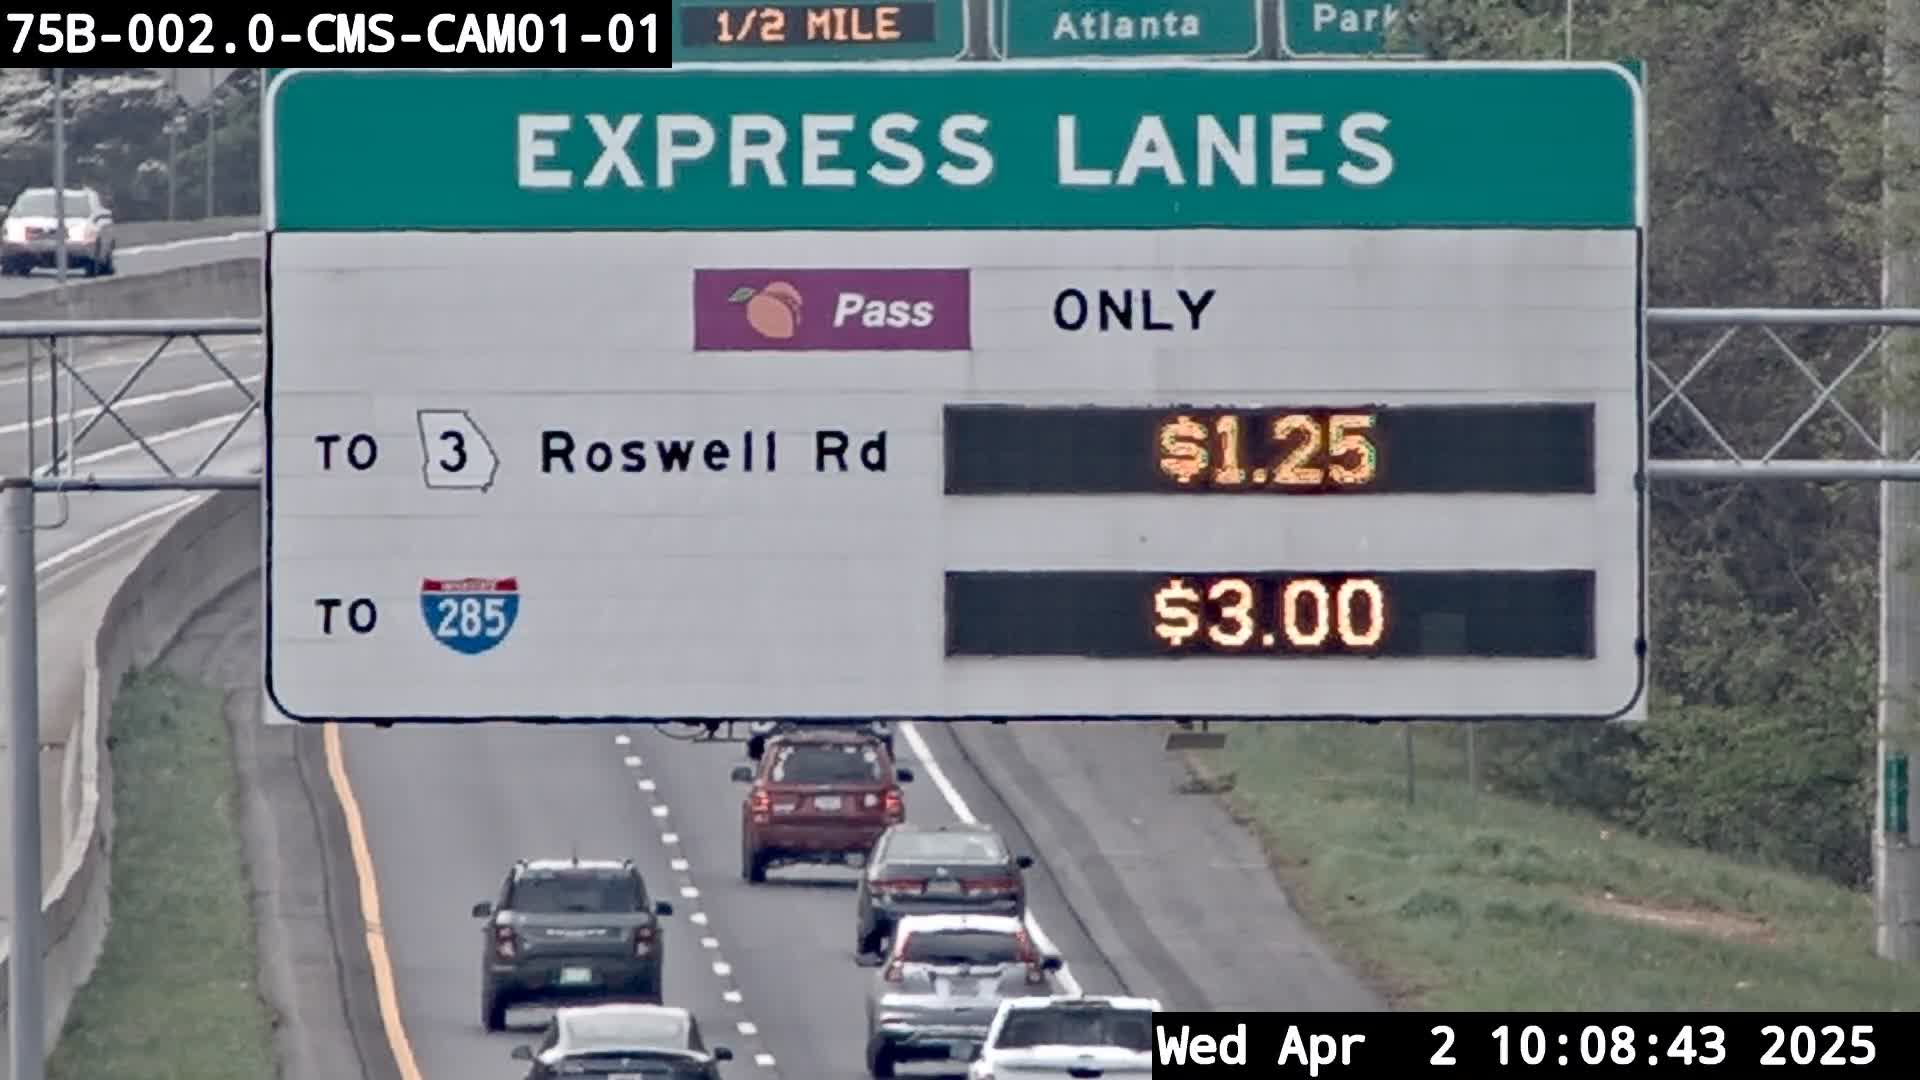 75B-002.0-CMS-CAM01-01
1/2 MILE
Atlanta
EXPRESS LANES
Pass ONLY
TO 3 Roswell Rd $1.25
TO INTERSTATE 285 $3.00
Wed Apr 2 10:08:43 2025